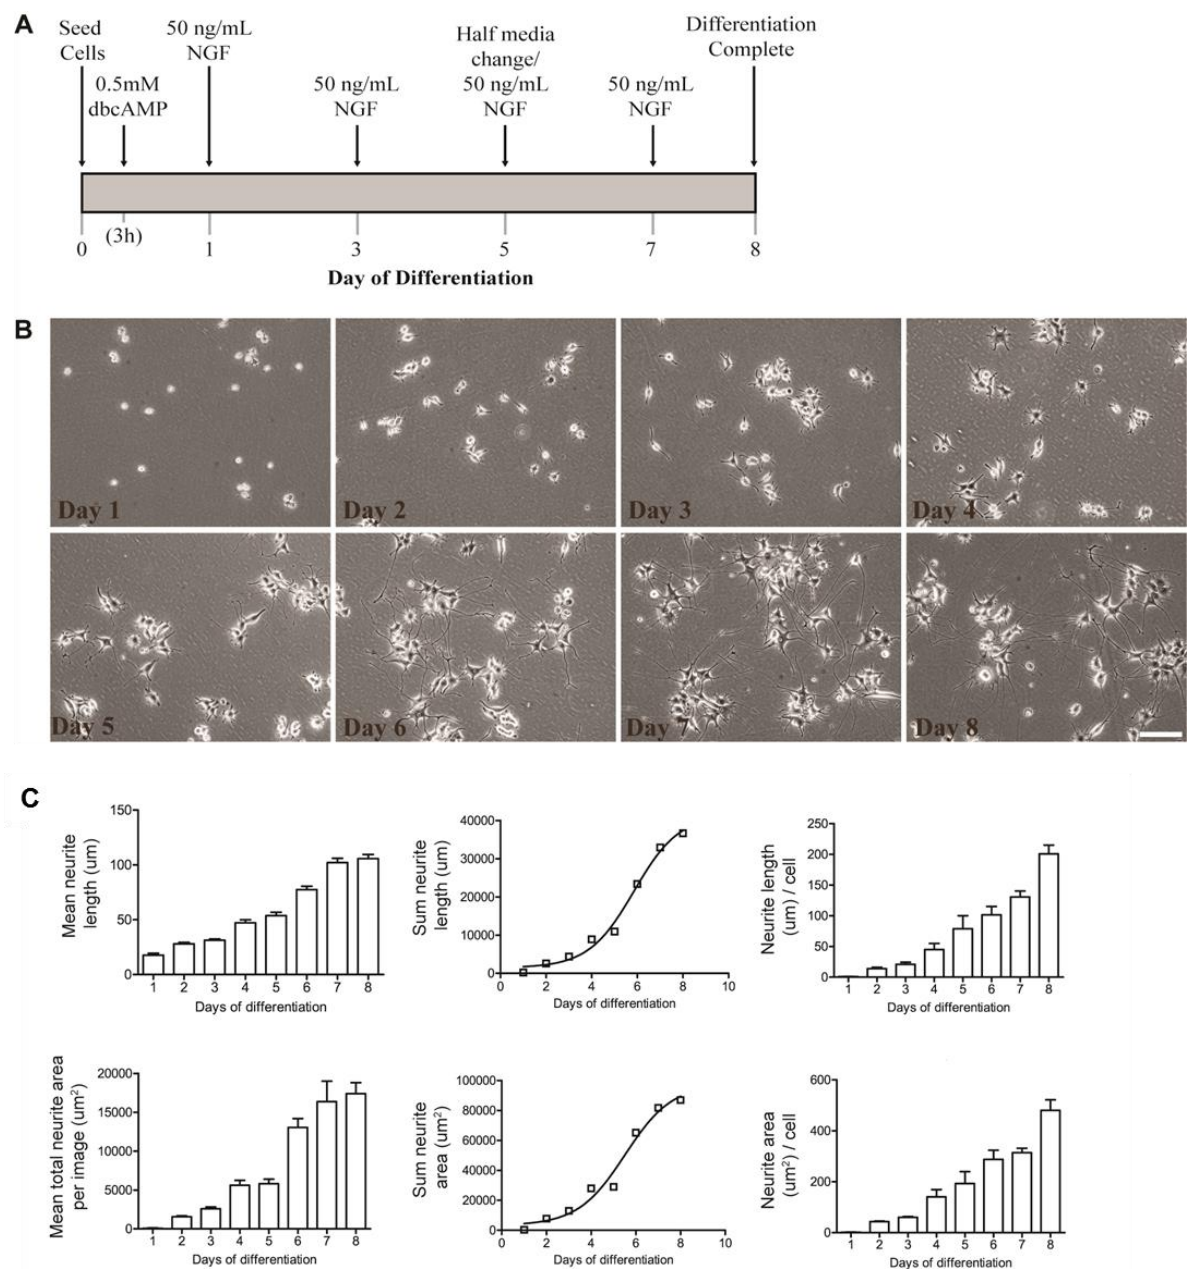 A
Seed
Cells
0.5mM
dbcAMP
50 ng/mL
NGF
50 ng/mL
NGF
Half media
change/
50 ng/mL
NGF
50 ng/mL
NGF
Differentiation
Complete
0
(3h)
1
3
5
7
8
Day of Differentiation
B
Day 1
Day 2
Day 3
Day 4
Day 5
Day 6
Day
Day 8
C
Mean neurite
length (um)
150
100
50
0
1 2 3 4 5 6 7 8
Days of differentiation
Sum neurite
length (um)
40000
30000
20000
10000
0
0 2 4 6 8 10
Days of differentiation
Neurite length
(um) / cell
250
200
150
100
50
0
1 2 3 4 5 6 7 8
Days of differentiation
Mean total neurite area
per image (um²)
20000
15000
10000
5000
0
1 2 3 4 5 6 7 8
Days of differentiation
Sum neurite
area (um²)
100000
80000
60000
40000
20000
0
0 2 4 6 8 10
Days of differentiation
Neurite area
(um²) / cell
600
400
200
0
1 2 3 4 5 6 7 8
Days of differentiation